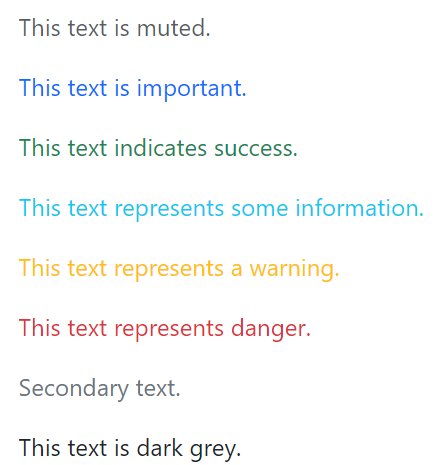 This text is muted.
This text is important.
This text indicates success.
This text represents some information.
This text represents a warning.
This text represents danger.
Secondary text.
This text is dark grey.